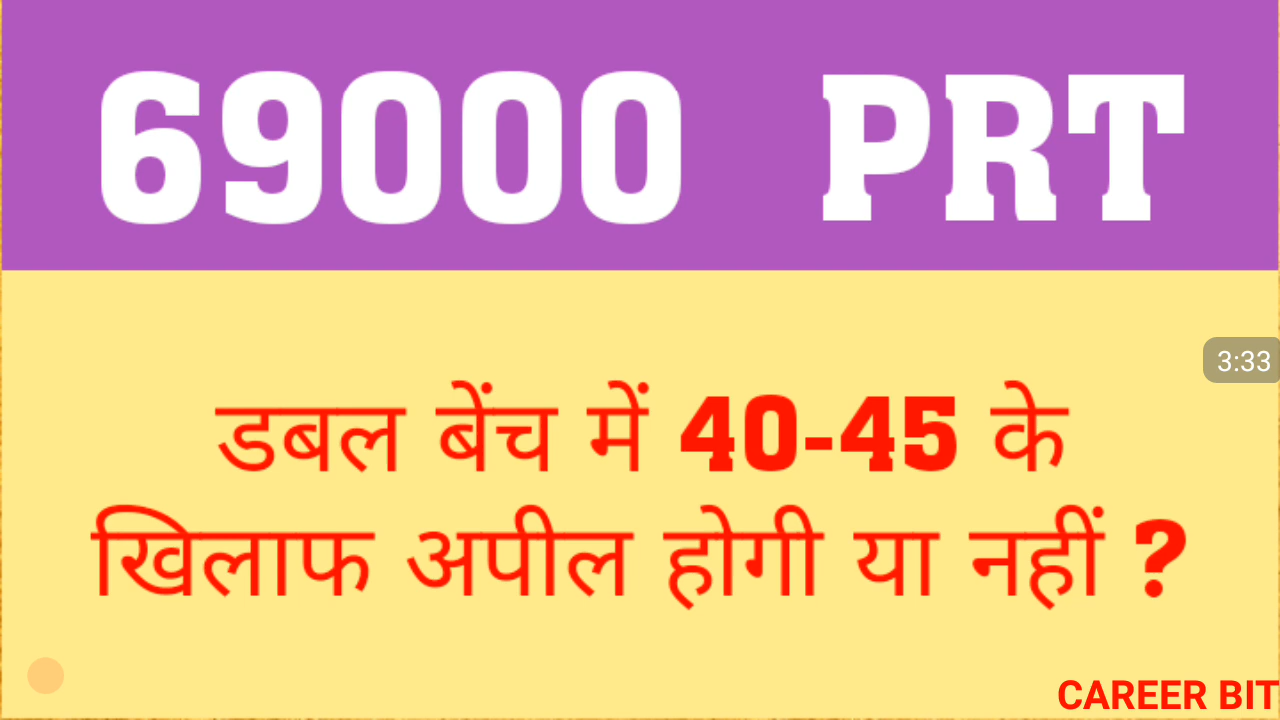 69000 PRT
3:33
डबल बेंच में 40-45 के
खिलाफ अपील होगी या नहीं ?
CAREER BIT